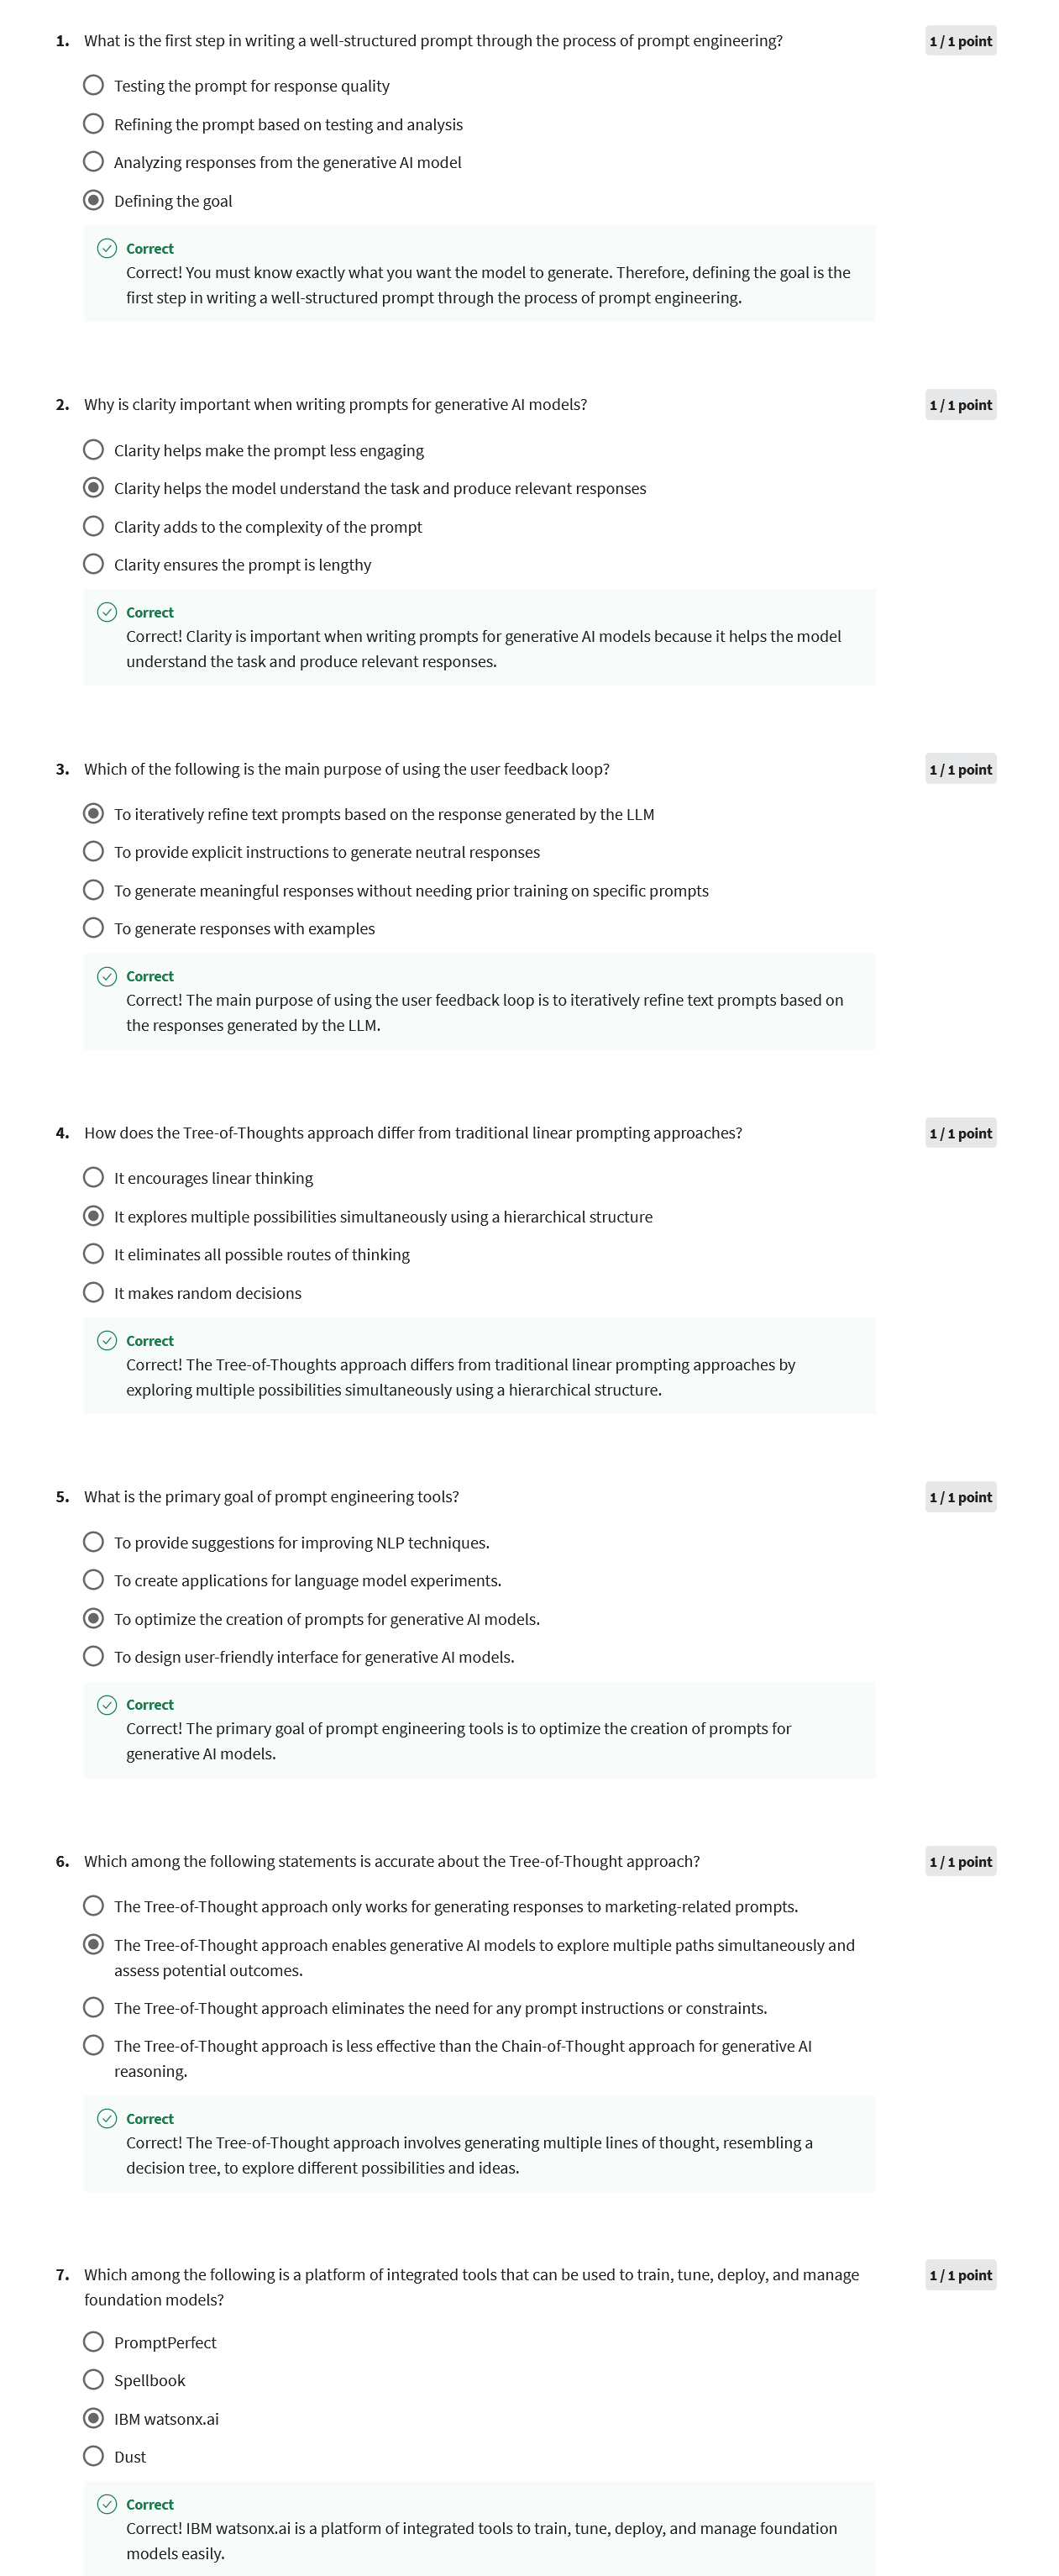 1. What is the first step in writing a well-structured prompt through the process of prompt engineering? 1 / 1 point
Testing the prompt for response quality
Refining the prompt based on testing and analysis
Analyzing responses from the generative AI model
Defining the goal
Correct
Correct! You must know exactly what you want the model to generate. Therefore, defining the goal is the
first step in writing a well-structured prompt through the process of prompt engineering.
2. Why is clarity important when writing prompts for generative AI models? 1 / 1 point
Clarity helps make the prompt less engaging
Clarity helps the model understand the task and produce relevant responses
Clarity adds to the complexity of the prompt
Clarity ensures the prompt is lengthy
Correct
Correct! Clarity is important when writing prompts for generative AI models because it helps the model
understand the task and produce relevant responses.
3. Which of the following is the main purpose of using the user feedback loop? 1 / 1 point
To iteratively refine text prompts based on the response generated by the LLM
To provide explicit instructions to generate neutral responses
To generate meaningful responses without needing prior training on specific prompts
To generate responses with examples
Correct
Correct! The main purpose of using the user feedback loop is to iteratively refine text prompts based on
the responses generated by the LLM.
4. How does the Tree-of-Thoughts approach differ from traditional linear prompting approaches? 1 / 1 point
It encourages linear thinking
It explores multiple possibilities simultaneously using a hierarchical structure
It eliminates all possible routes of thinking
It makes random decisions
Correct
Correct! The Tree-of-Thoughts approach differs from traditional linear prompting approaches by
exploring multiple possibilities simultaneously using a hierarchical structure.
5. What is the primary goal of prompt engineering tools? 1 / 1 point
To provide suggestions for improving NLP techniques.
To create applications for language model experiments.
To optimize the creation of prompts for generative AI models.
To design user-friendly interface for generative AI models.
Correct
Correct! The primary goal of prompt engineering tools is to optimize the creation of prompts for
generative AI models.
6. Which among the following statements is accurate about the Tree-of-Thought approach? 1 / 1 point
The Tree-of-Thought approach only works for generating responses to marketing-related prompts.
The Tree-of-Thought approach enables generative AI models to explore multiple paths simultaneously and
assess potential outcomes.
The Tree-of-Thought approach eliminates the need for any prompt instructions or constraints.
The Tree-of-Thought approach is less effective than the Chain-of-Thought approach for generative AI
reasoning.
Correct
Correct! The Tree-of-Thought approach involves generating multiple lines of thought, resembling a
decision tree, to explore different possibilities and ideas.
7. Which among the following is a platform of integrated tools that can be used to train, tune, deploy, and manage 1 / 1 point
foundation models?
PromptPerfect
Spellbook
IBM watsonx.ai
Dust
Correct
Correct! IBM watsonx.ai is a platform of integrated tools to train, tune, deploy, and manage foundation
models easily.